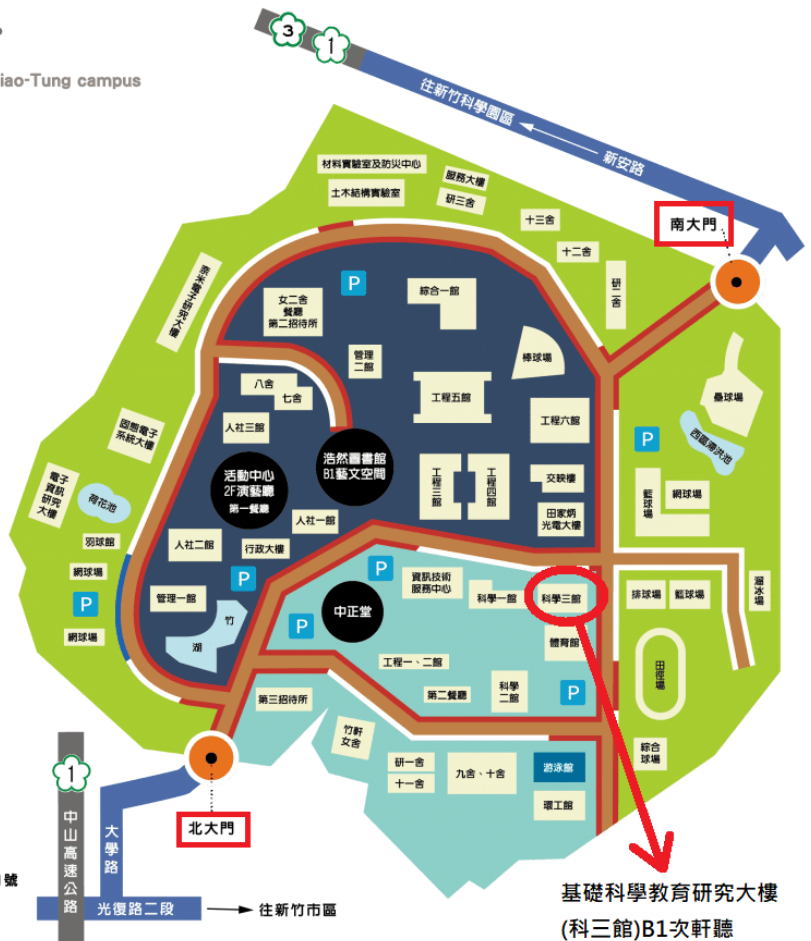 iao-Tung campus
3
1
往新竹科學園區
新安路
南大門
材料實驗室及防災中心
土木結構實驗室
服務大樓
研三舍
十三舍
十二舍
研二舍
奈米電子研究大樓
P
女二舍
餐廳
第二招待所
綜合一館
管理
二館
棒球場
壘球場
八舍
七舍
工程五館
固態電子
系統大樓
人社三館
工程六館
西區滯洪池
P
浩然圖書館
B1藝文空間
活動中心
2F演藝廳
第一餐廳
電子
資訊
研究
大樓
荷花池
工程三館
工程四館
交映樓
籃球場
網球場
田家炳
光電大樓
人社一館
羽球館
人社二館
行政大樓
網球場
P
P
網球場
管理一館
竹
湖
P
P
中正堂
資訊技術
服務中心
科學一館
科學三館
排球場
籃球場
溜冰場
體育館
工程一、二館
田徑場
第三招待所
第二餐廳
科學
二館
P
竹軒
女舍
綜合
球場
研一舍
十一舍
九舍、十舍
游泳館
環工館
1
北大門
中山高速公路
大學路
號
光復路二段
往新竹市區
基礎科學教育研究大樓
(科三館)B1次軒聽